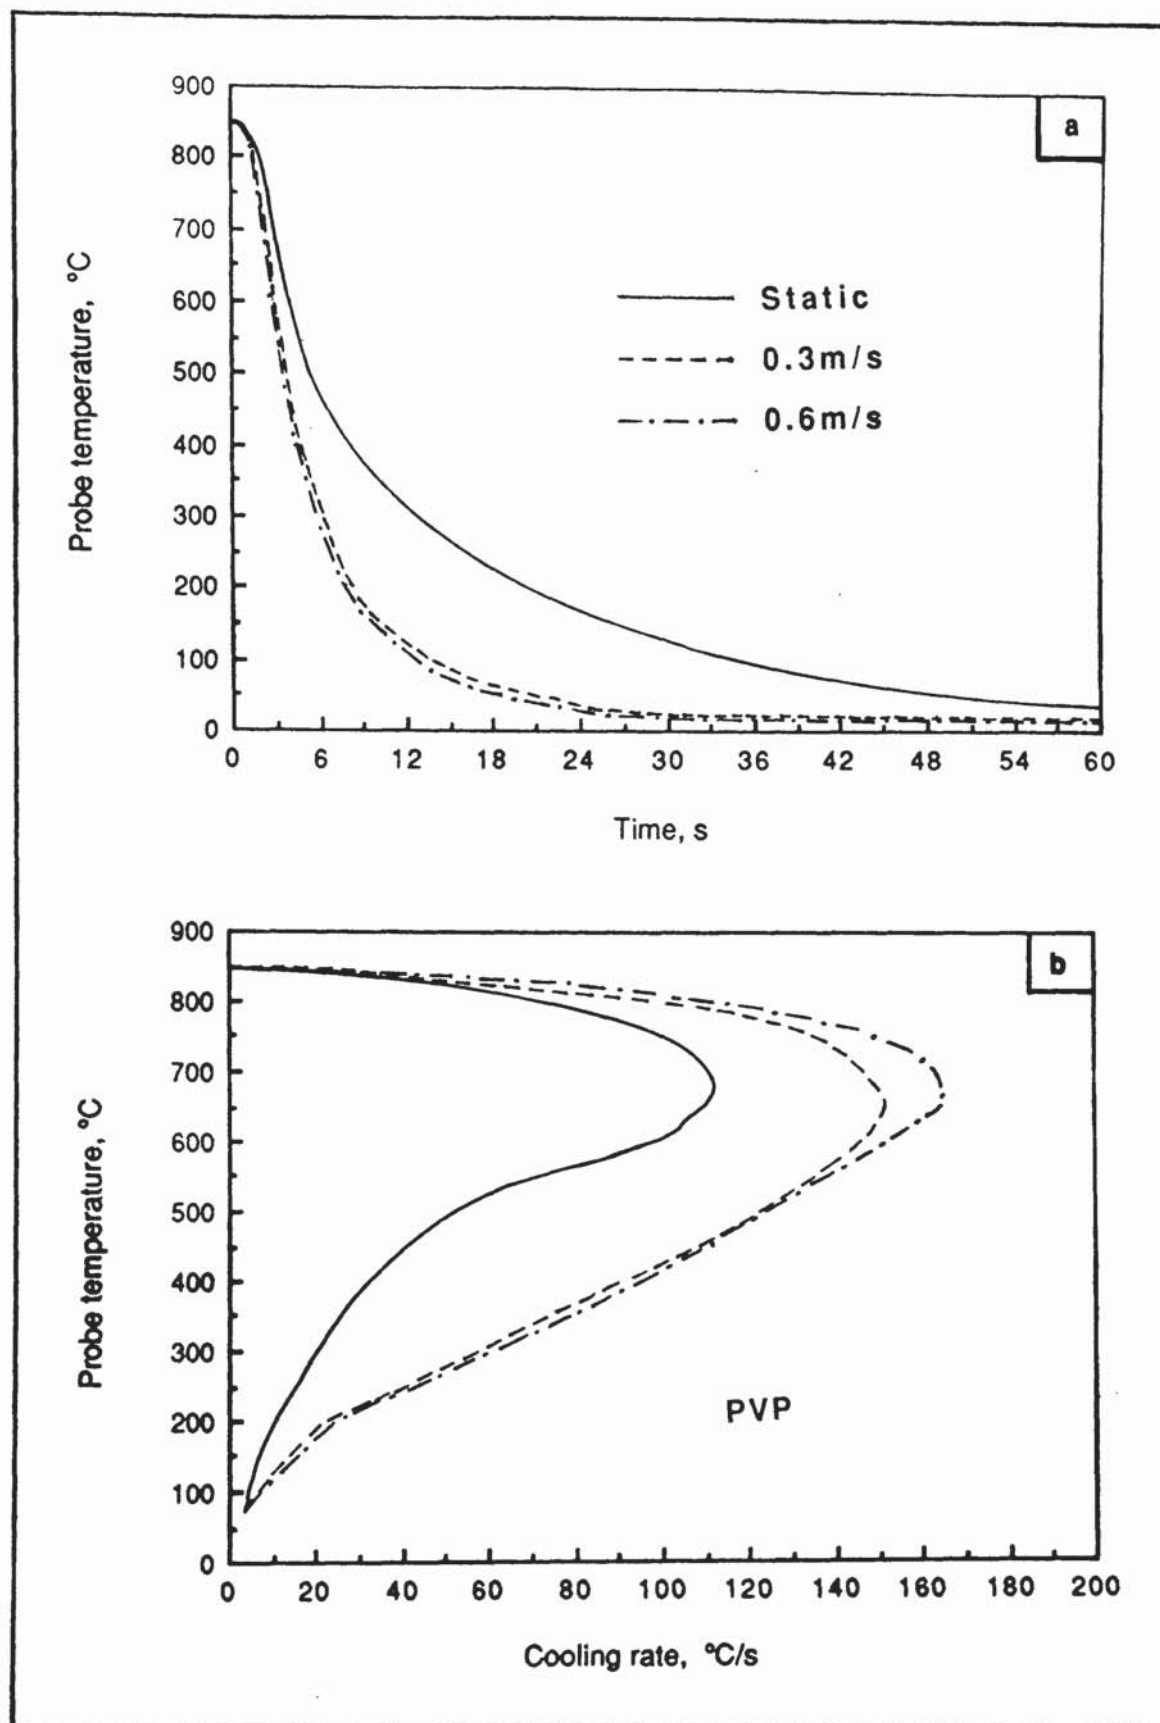 a
900
800
700
600
500
400
300
200
100
0
Probe temperature, °C
Static
0.3m/s
0.6m/s
0 6 12 18 24 30 36 42 48 54 60
Time, s
b
900
800
700
600
500
400
300
200
100
0
Probe temperature, °C
PVP
0 20 40 60 80 100 120 140 160 180 200
Cooling rate, °C/s